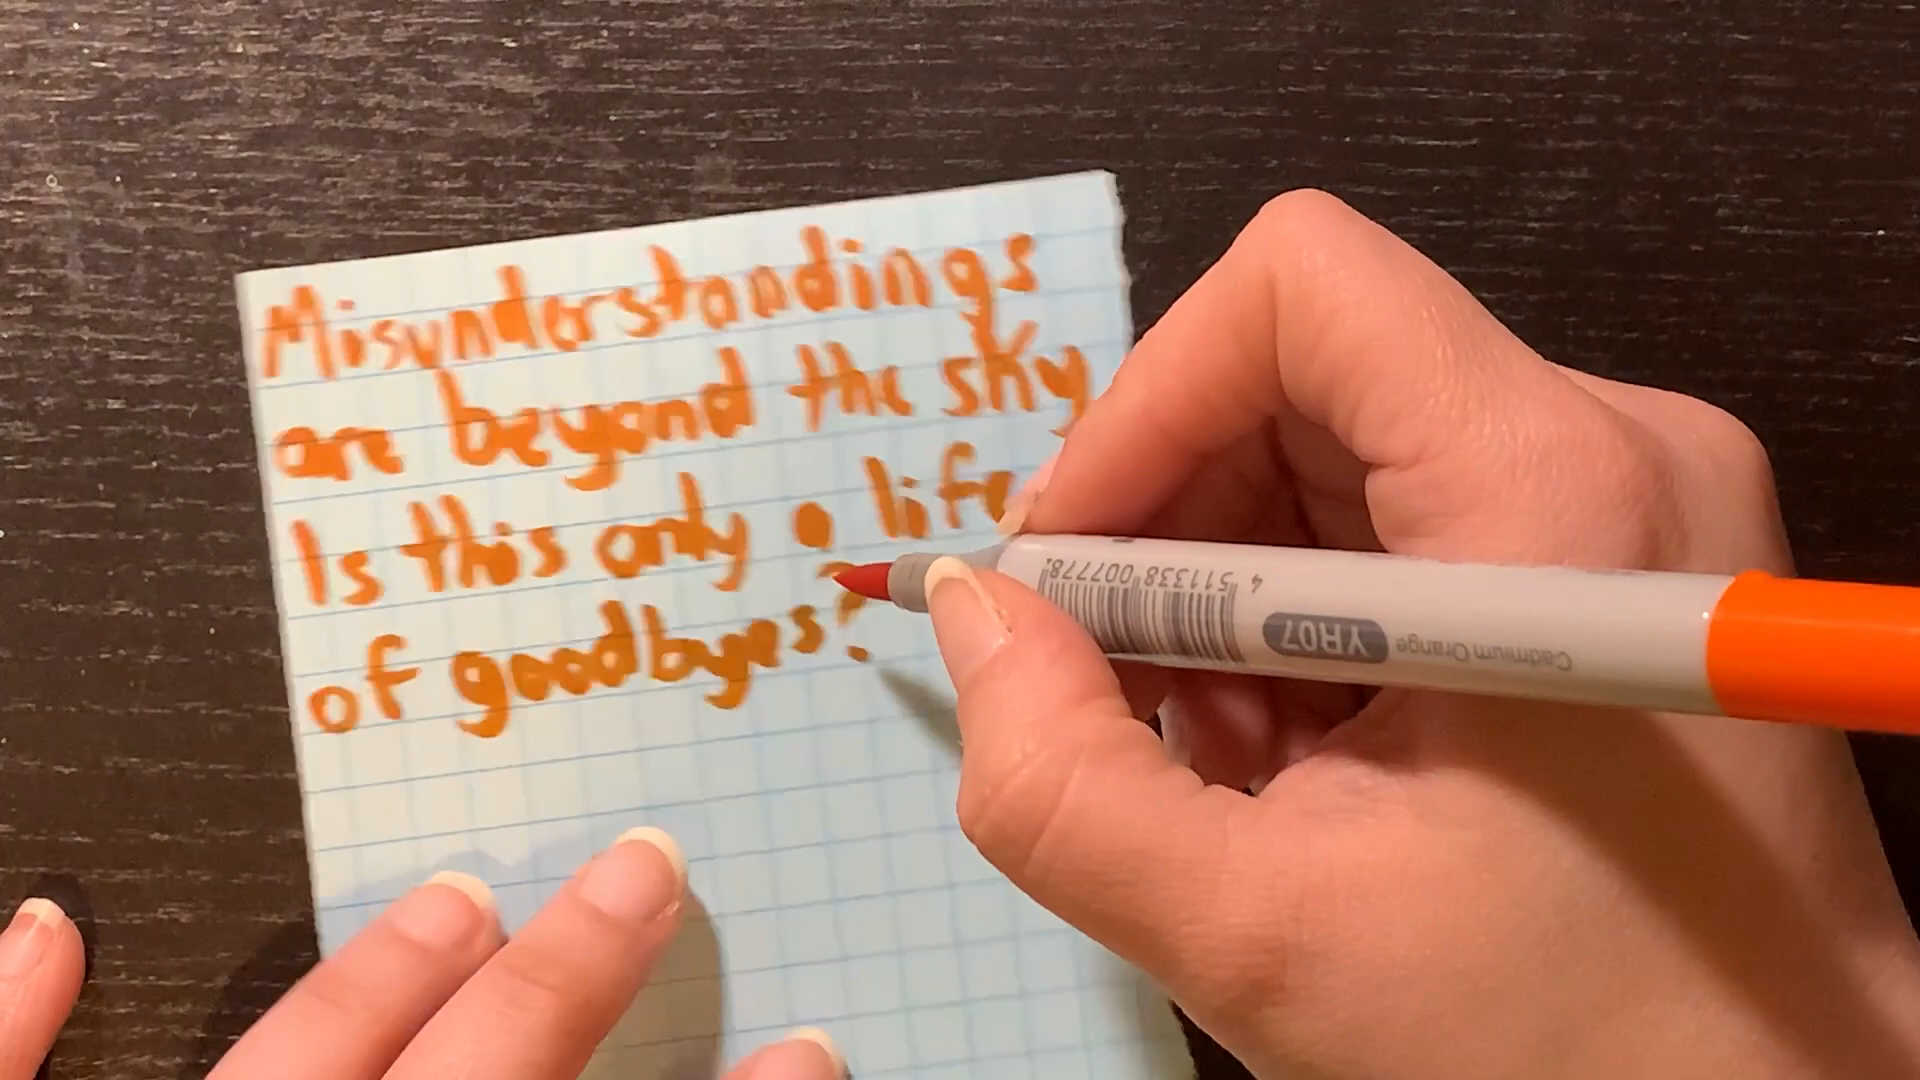 Misunderstandings
are beyond the sky
Is this only a life
of goodbyes?
4 511338 007778
YR07
Cadmium Orange